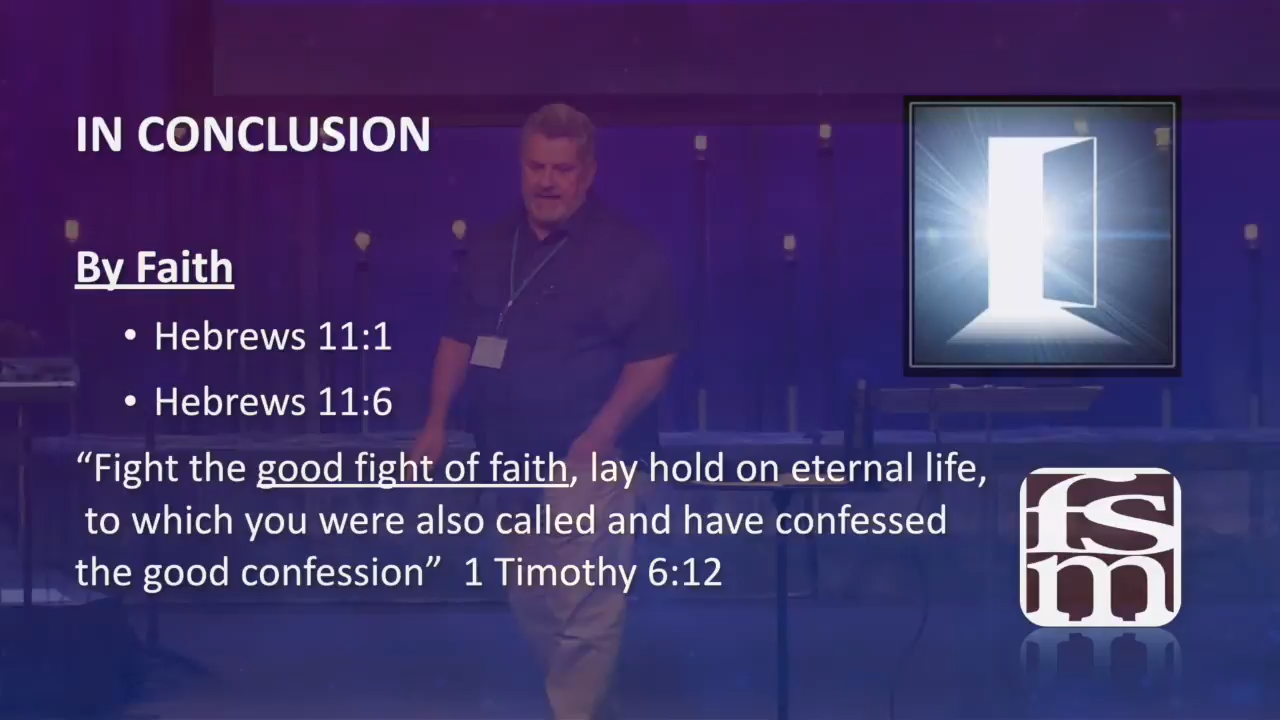 IN CONCLUSION
By Faith
• Hebrews 11:1
• Hebrews 11:6
“Fight the good fight of faith, lay hold on eternal life,
to which you were also called and have confessed
the good confession” 1 Timothy 6:12
fs
m